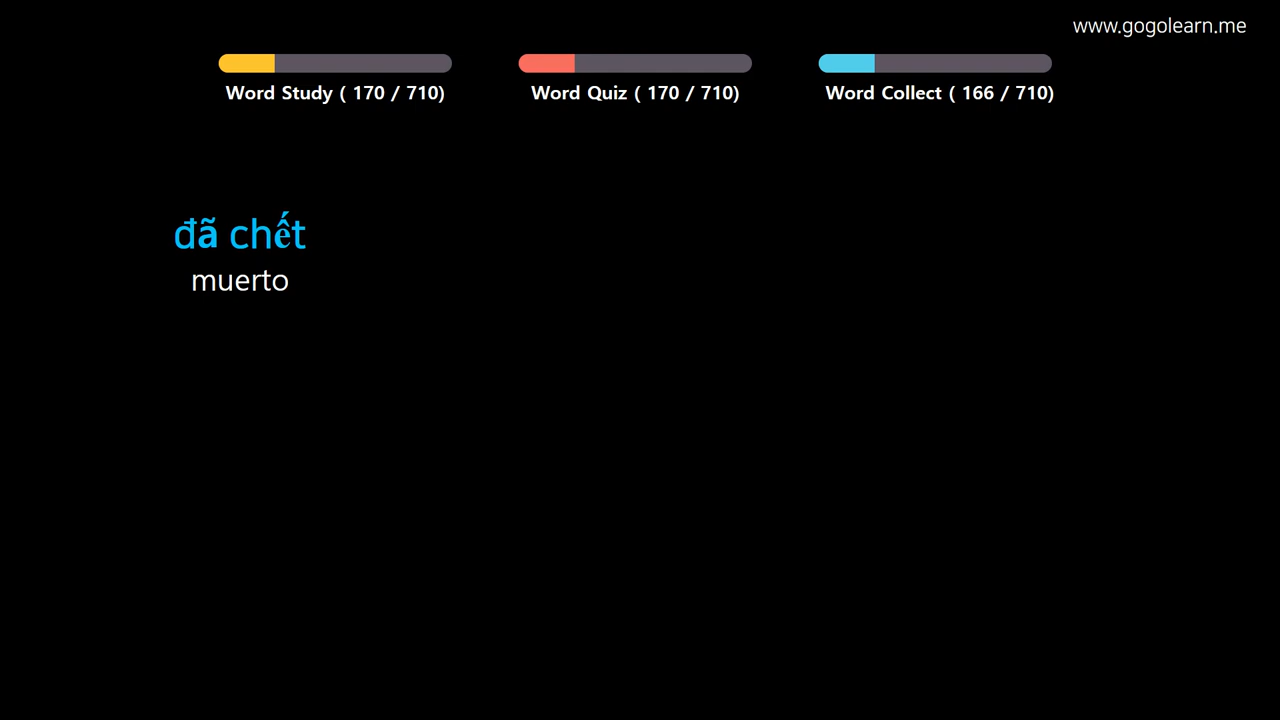 www.gogolearn.me
Word Study ( 170 / 710)
Word Quiz ( 170 / 710)
Word Collect ( 166 / 710)
đã chết
muerto